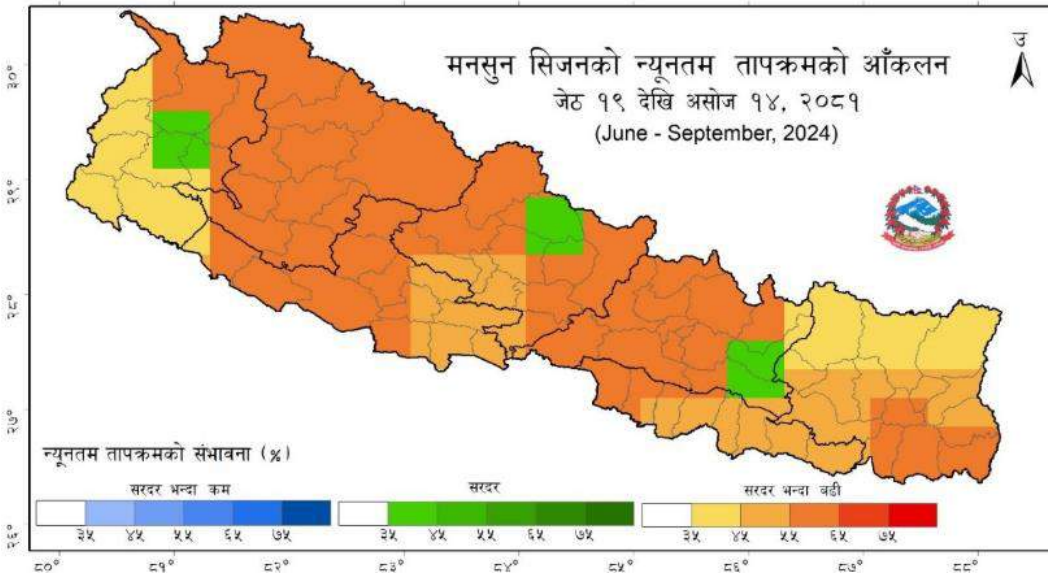 मनसुन सिजनको न्यूनतम तापक्रमको आँकलन
जेठ १९ देखि असोज १४, २०८१
(June - September, 2024)
३०°
२९°
२८°
२७°
२६°
न्यूनतम तापक्रमको संभावना (%)
सरदर भन्दा कम
सरदर
सरदर भन्दा बढी
३५ ४५ ५५ ६५ ७५
३५ ४५ ५५ ६५ ७५
३५ ४५ ५५ ६५ ७५
८०° ८१° ८२° ८३° ८४° ८५° ८६° ८७° ८८°